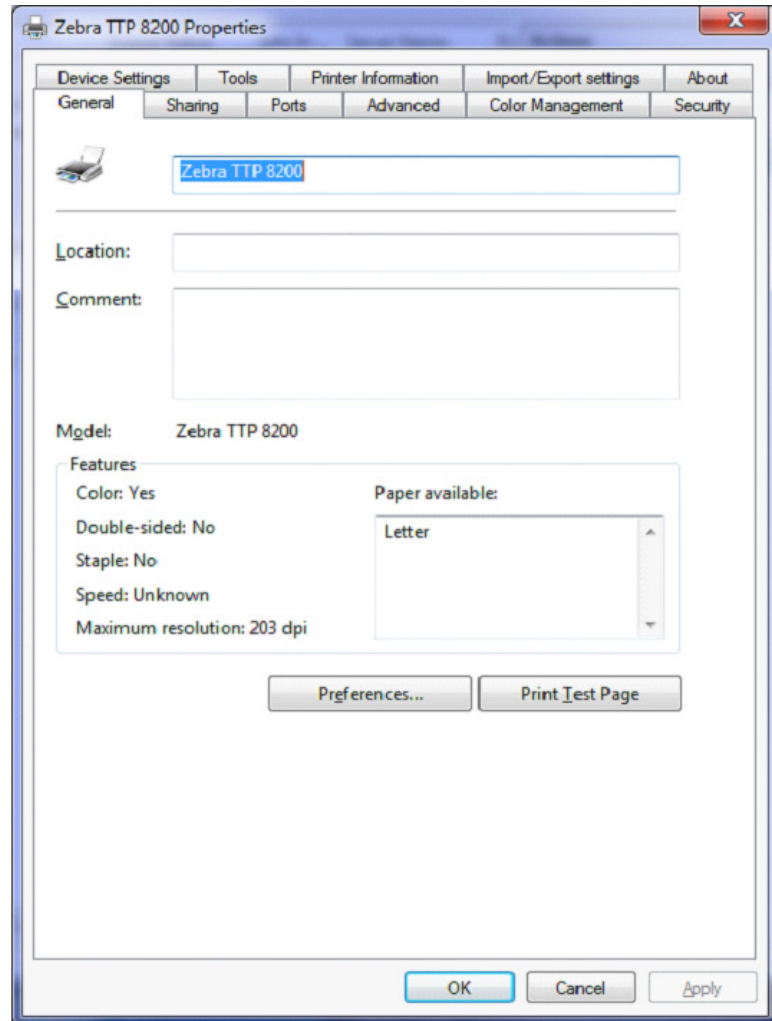 Zebra TTP 8200 Properties
X
Device Settings Tools Printer Information Import/Export settings About
General Sharing Ports Advanced Color Management Security
Zebra TTP 8200
Location:
Comment:
Model: Zebra TTP 8200
Features
Color: Yes Paper available:
Double-sided: No Letter
Staple: No
Speed: Unknown
Maximum resolution: 203 dpi
Preferences... Print Test Page
OK Cancel Apply